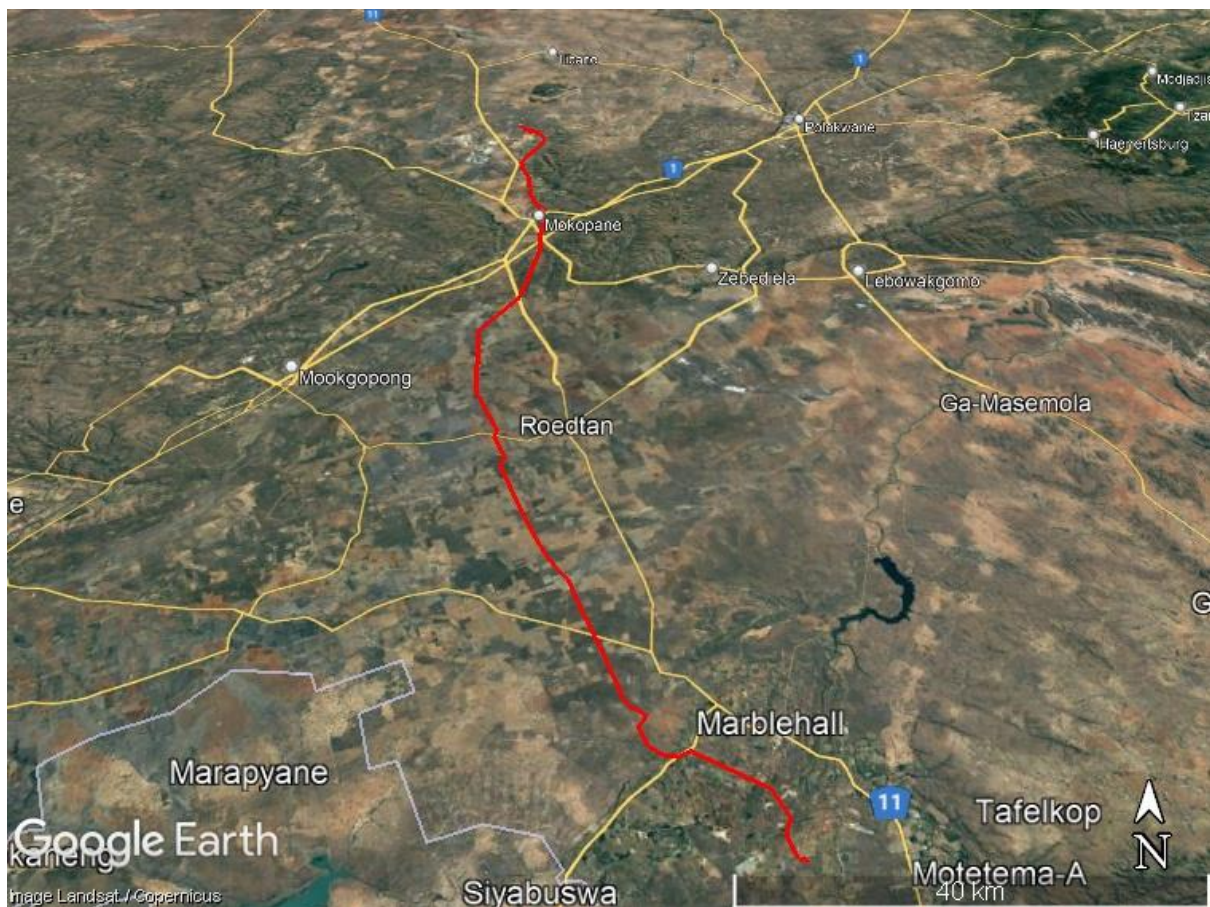 11
1
Polokwane
Haenertsburg
1
Mokopane
Zebediela
Lebowakgomo
Mookgopong
Ga-Masemola
Roedtan
e
G
Marblehall
Marapyane
11
Tafelkop
N
Google Earth
Motetema-A
Image Landsat / Copernicus
Siyabuswa
40 km